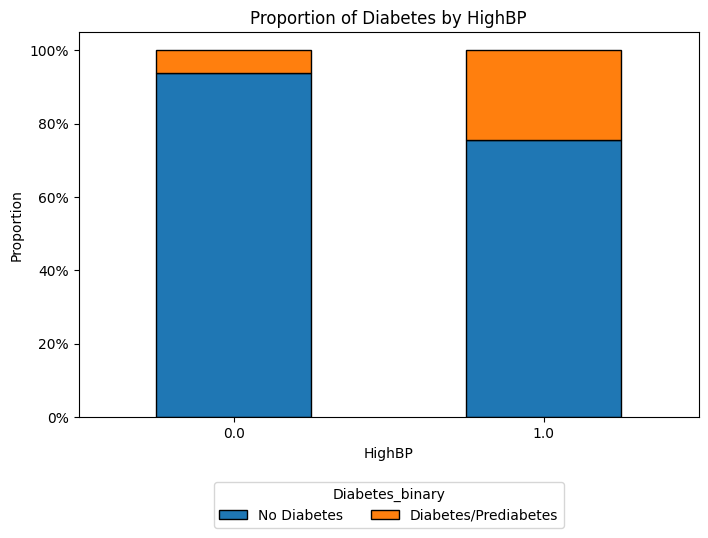 Proportion of Diabetes by HighBP
100%
80%
60%
40%
20%
0%
Proportion
0.0 1.0
HighBP
Diabetes_binary
No Diabetes Diabetes/Prediabetes